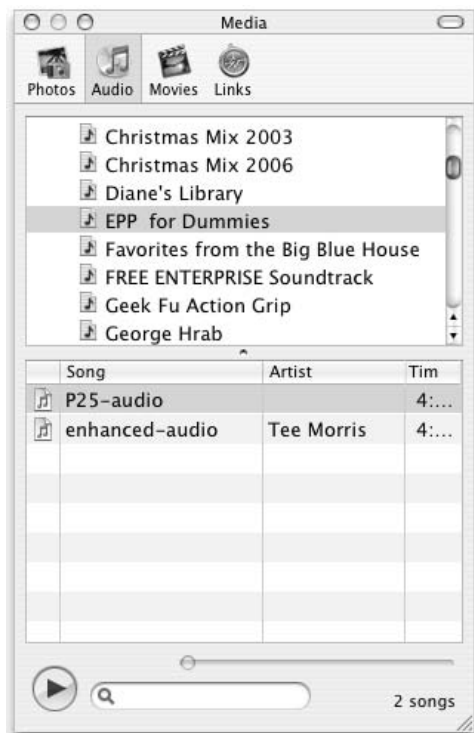 Media
Photos Audio Movies Links
Christmas Mix 2003
Christmas Mix 2006
Diane's Library
EPP for Dummies
Favorites from the Big Blue House
FREE ENTERPRISE Soundtrack
Geek Fu Action Grip
George Hrab
Song Artist Tim
P25-audio 4:...
enhanced-audio Tee Morris 4:...
2 songs